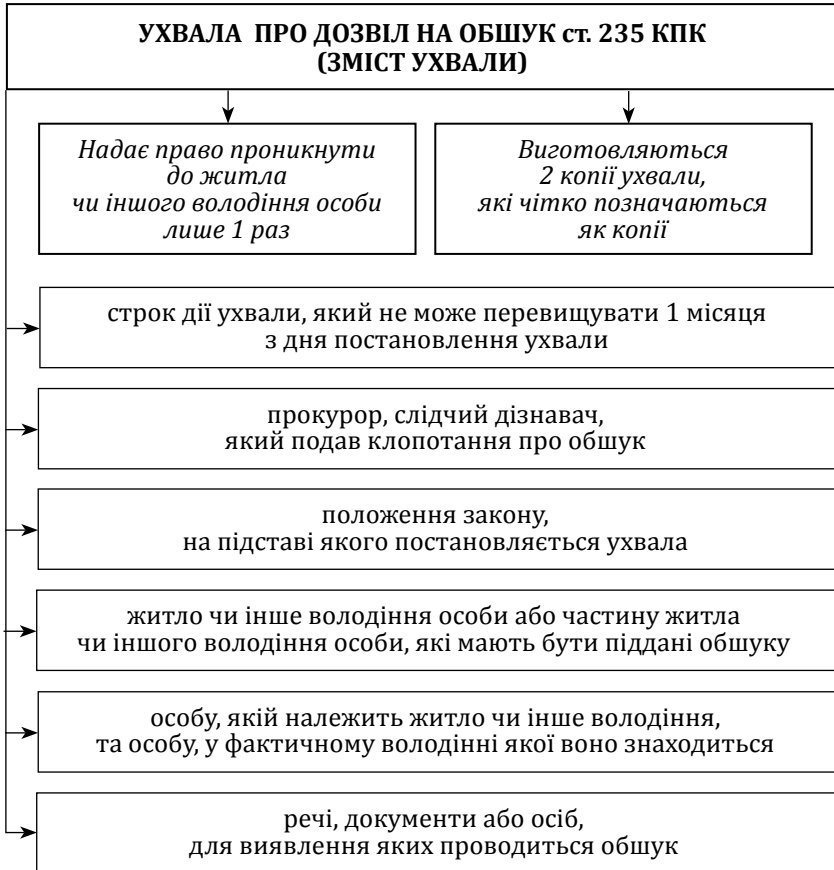 УХВАЛА ПРО ДОЗВІЛ НА ОБШУК ст. 235 КПК
(ЗМІСТ УХВАЛИ)
Надає право проникнути
до житла
чи іншого володіння особи
лише 1 раз
Виготовляються
2 копії ухвали,
які чітко позначаються
як копії
строк дії ухвали, який не може перевищувати 1 місяця
з дня постановлення ухвали
прокурор, слідчий дізнавач,
який подав клопотання про обшук
положення закону,
на підставі якого постановляється ухвала
житло чи інше володіння особи або частину житла
чи іншого володіння особи, які мають бути піддані обшуку
особу, якій належить житло чи інше володіння,
та особу, у фактичному володінні якої воно знаходиться
речі, документи або осіб,
для виявлення яких проводиться обшук